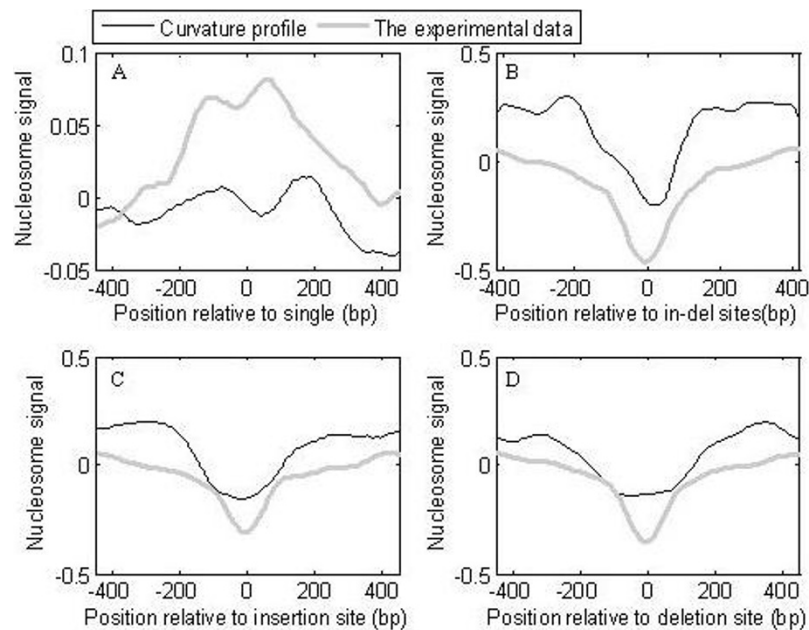 Curvature profile The experimental data
A
Nucleosome signal
0.1
0.05
0
-0.05
-400 -200 0 200 400
Position relative to single (bp)
B
Nucleosome signal
0.5
0
-0.5
-400 -200 0 200 400
Position relative to in-del sites(bp)
C
Nucleosome signal
0.5
0
-0.5
-400 -200 0 200 400
Position relative to insertion site (bp)
D
Nucleosome signal
0.5
0
-0.5
-400 -200 0 200 400
Position relative to deletion site (bp)